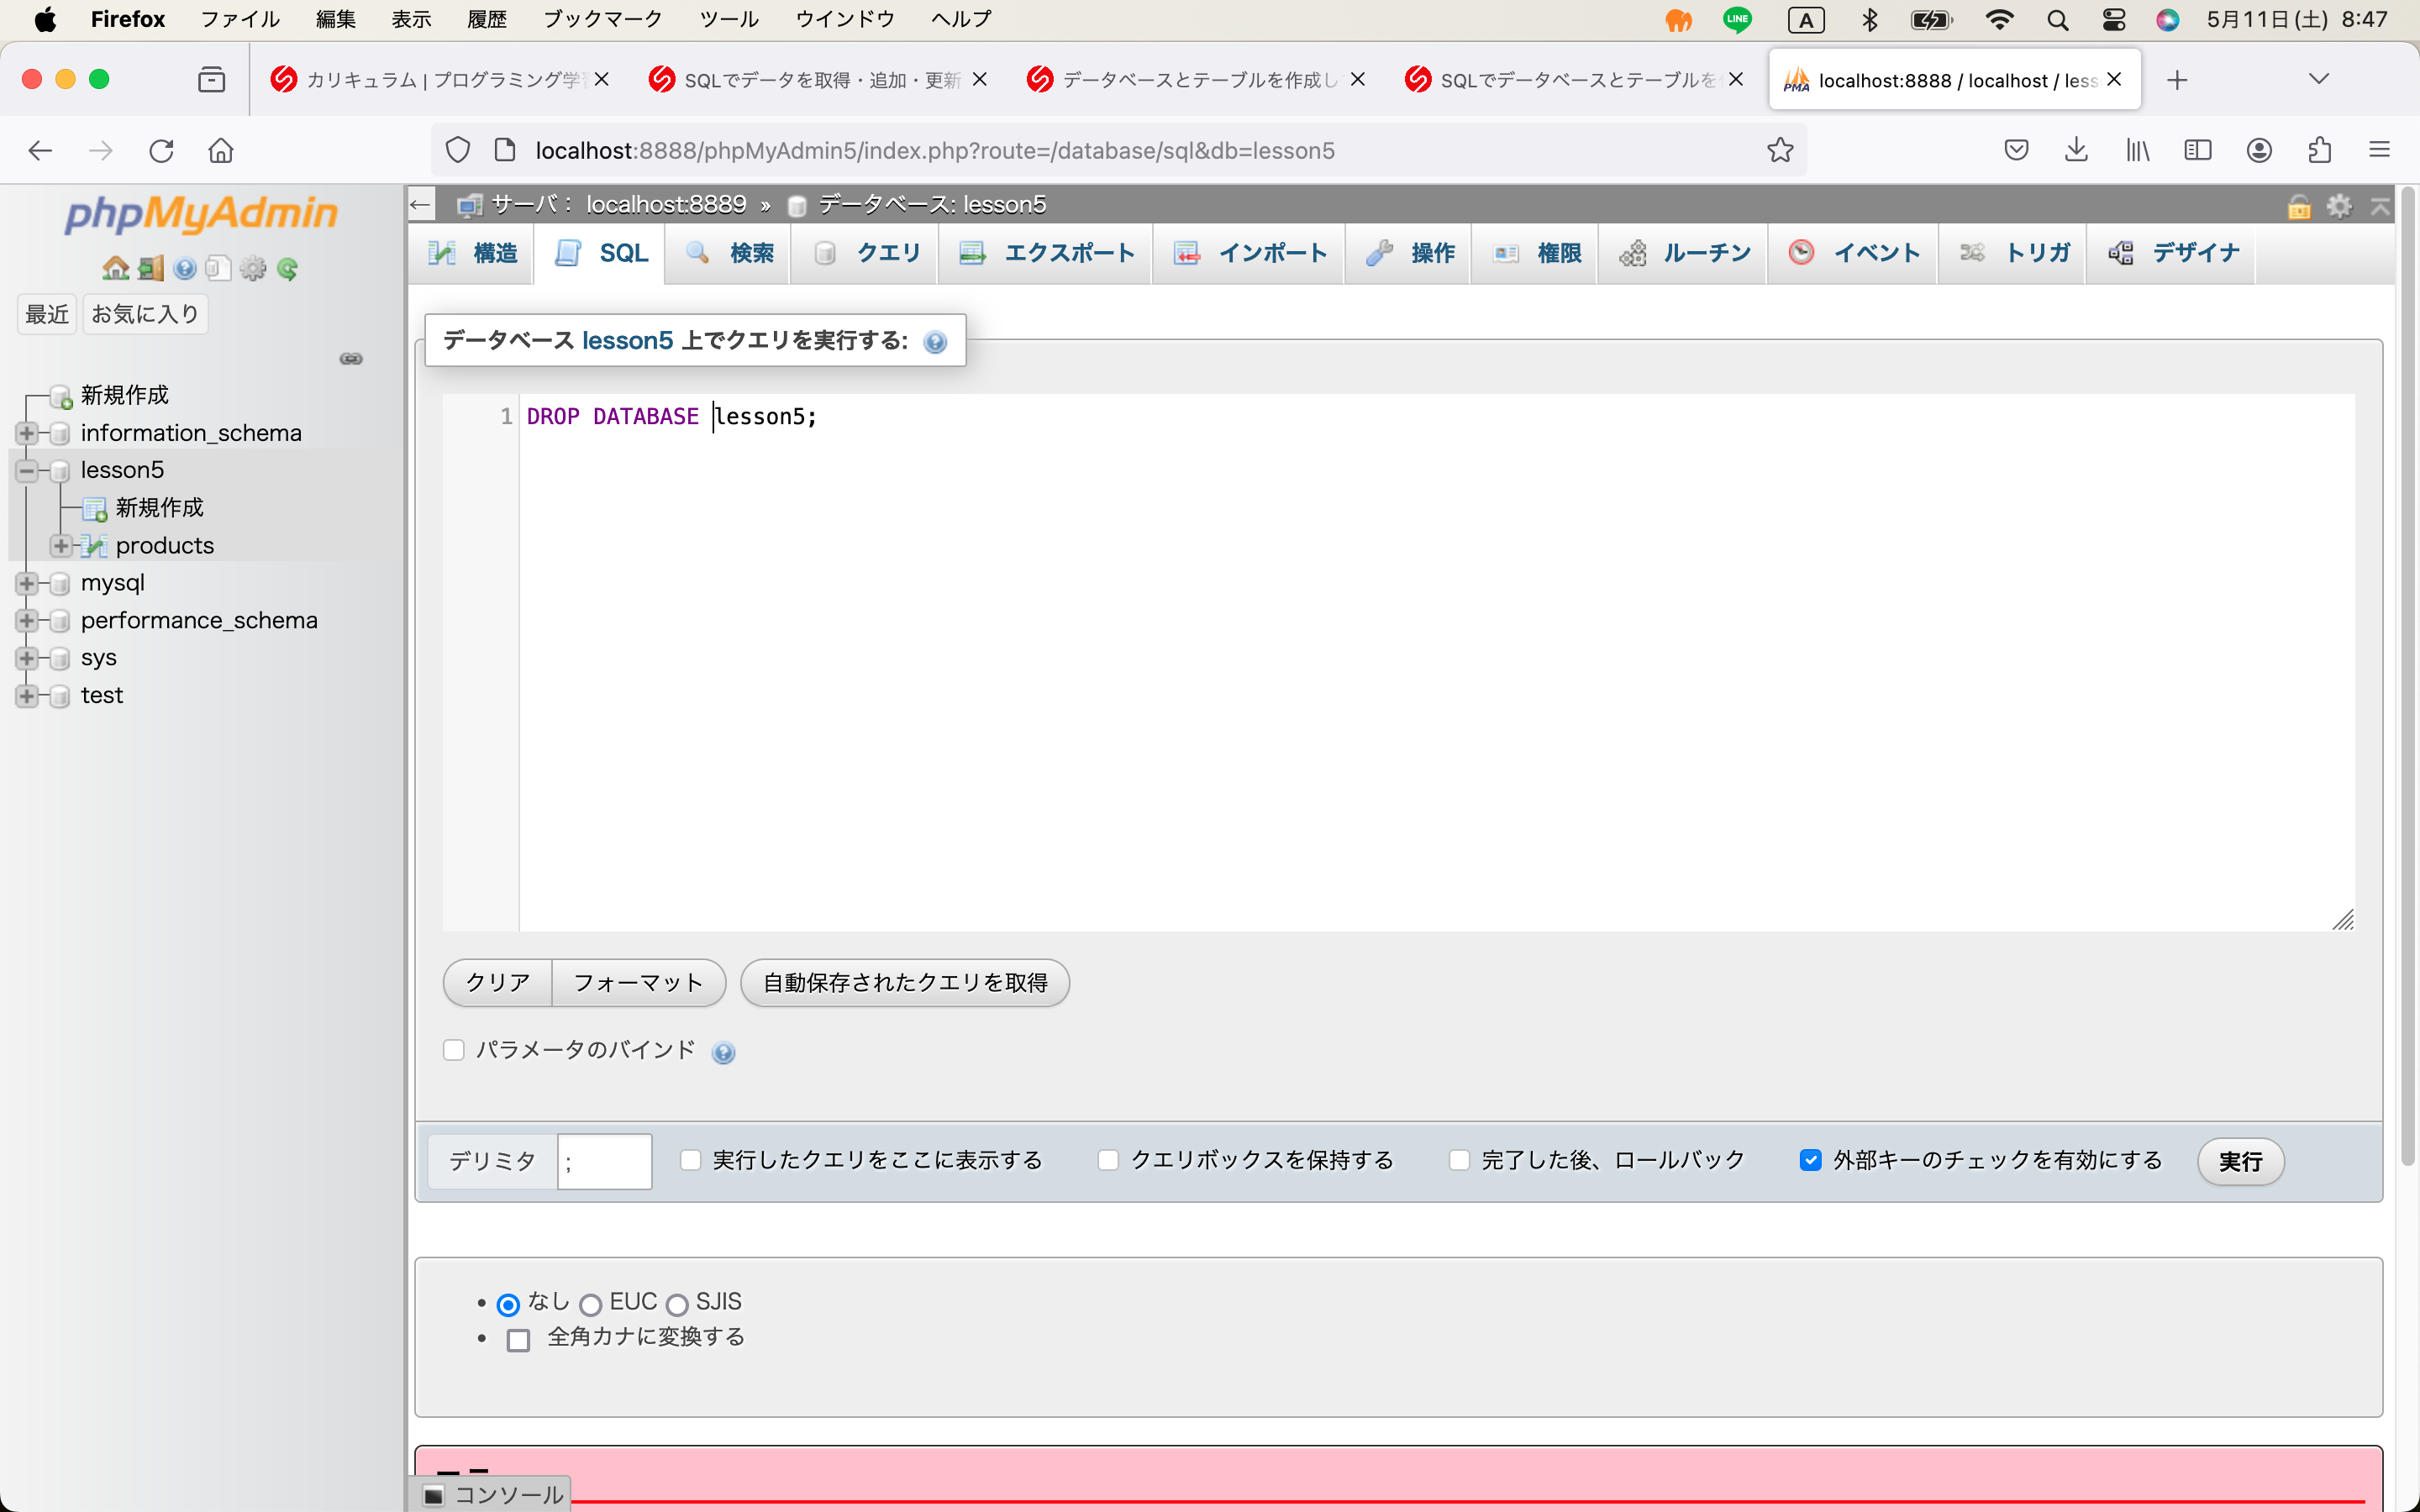 Firefox ファイル 編集 表示 履歴 ブックマーク ツール ウインドウ ヘルプ LINE A 5月11日(土) 8:47
カリキュラム | プログラミング学 SQLでデータを取得・追加・更新 データベースとテーブルを作成し SQLでデータベースとテーブルを PMA localhost:8888 / localhost / less
localhost:8888/phpMyAdmin5/index.php?route=/database/sql&db=lesson5
phpMyAdmin
最近 お気に入り
新規作成
information_schema
lesson5
新規作成
products
mysql
performance_schema
sys
test
サーバ: localhost:8889 » データベース: lesson5
構造 SQL 検索 クエリ エクスポート インポート 操作 権限 ルーチン イベント トリガ デザイナ
データベース lesson5 上でクエリを実行する:
1 DROP DATABASE lesson5;
クリア フォーマット 自動保存されたクエリを取得
パラメータのバインド
デリミタ ; 実行したクエリをここに表示する クエリボックスを保持する 完了した後、ロールバック 外部キーのチェックを有効にする 実行
• なし EUC SJIS
• 全角カナに変換する
コンソール